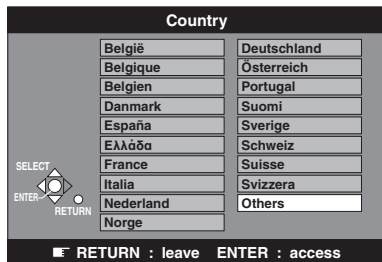 Country
België
Belgique
Belgien
Danmark
España
Ελλàδα
France
Italia
Nederland
Norge
Deutschland
Österreich
Portugal
Suomi
Sverige
Schweiz
Suisse
Svizzera
Others
SELECT
ENTER
RETURN
RETURN : leave ENTER : access